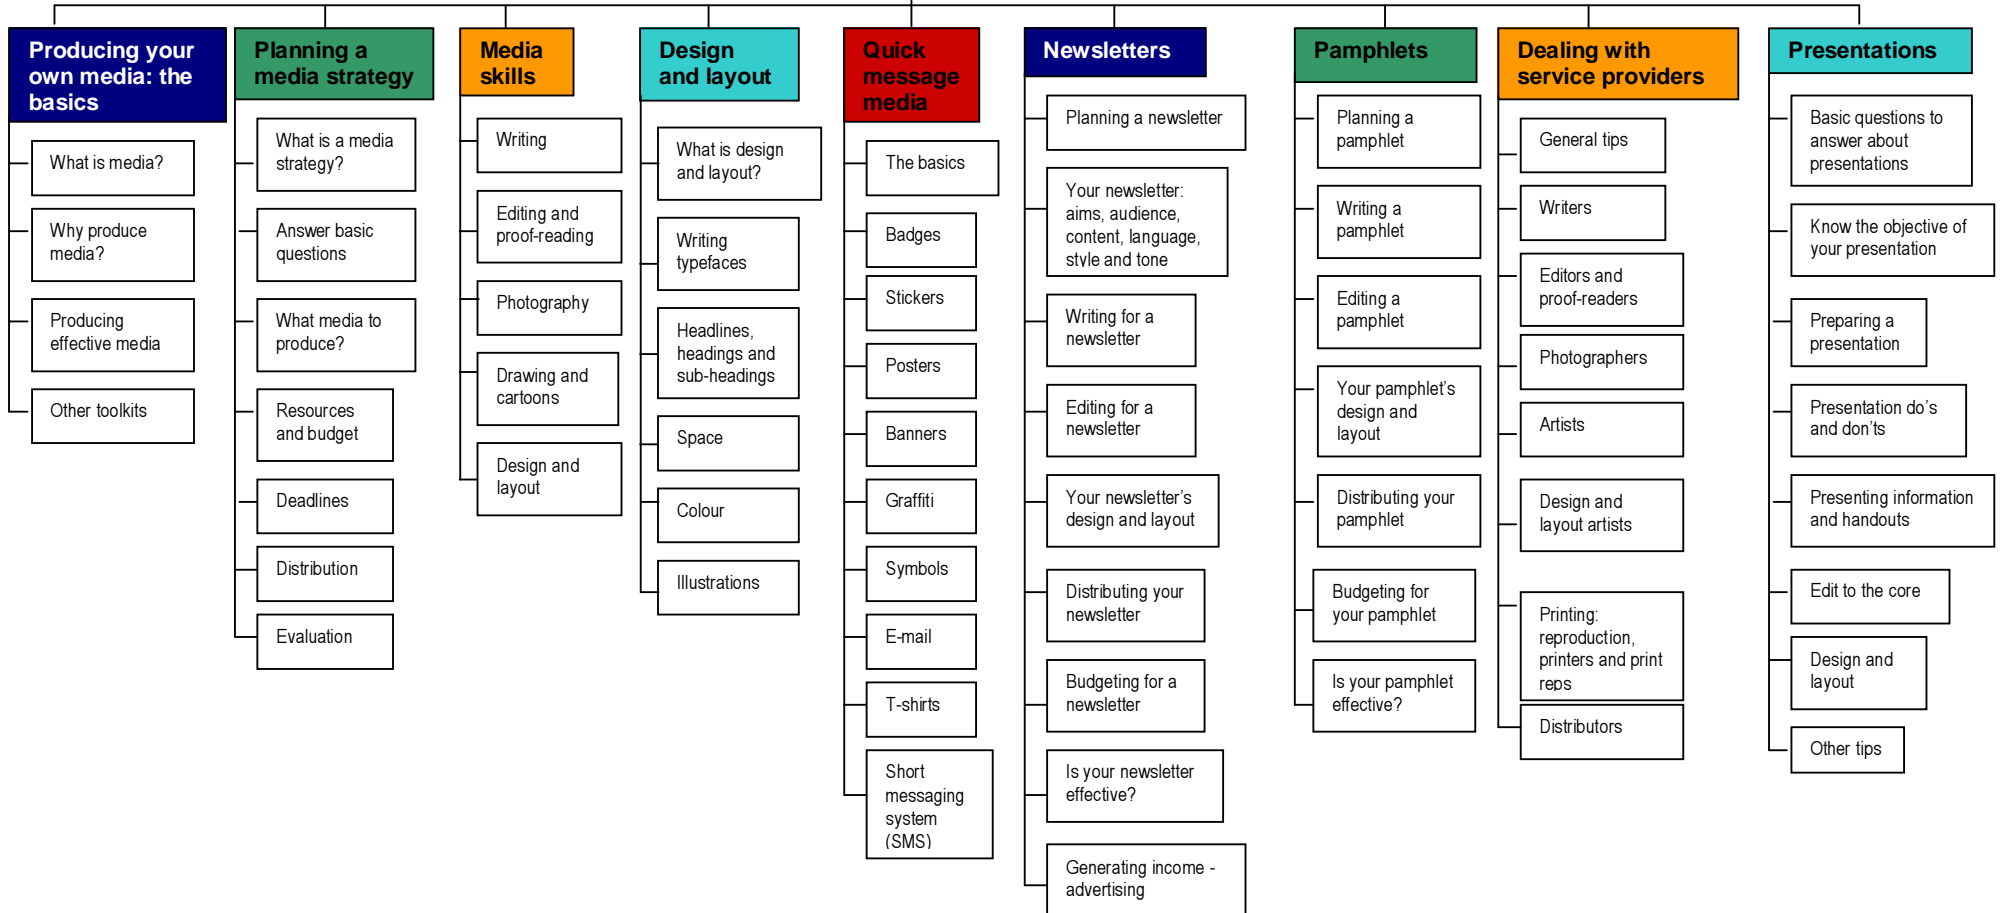 Producing your
own media: the
basics
What is media?
Why produce
media?
Producing
effective media
Other toolkits
Planning a
media strategy
What is a media
strategy?
Answer basic
questions
What media to
produce?
Resources
and budget
Deadlines
Distribution
Evaluation
Media
skills
Writing
Editing and
proof-reading
Photography
Drawing and
cartoons
Design and
layout
Design
and layout
What is design
and layout?
Writing
typefaces
Headlines,
headings and
sub-headings
Space
Colour
Illustrations
Quick
message
media
The basics
Badges
Stickers
Posters
Banners
Graffiti
Symbols
E-mail
T-shirts
Short
messaging
system
(SMS)
Newsletters
Planning a newsletter
Your newsletter:
aims, audience,
content, language,
style and tone
Writing for a
newsletter
Editing for a
newsletter
Your newsletter's
design and layout
Distributing your
newsletter
Budgeting for a
newsletter
Is your newsletter
effective?
Generating income -
advertising
Pamphlets
Planning a
pamphlet
Writing a
pamphlet
Editing a
pamphlet
Your pamphlet's
design and
layout
Distributing your
pamphlet
Budgeting for
your pamphlet
Is your pamphlet
effective?
Dealing with
service providers
General tips
Writers
Editors and
proof-readers
Photographers
Artists
Design and
layout artists
Printing:
reproduction,
printers and print
reps
Distributors
Presentations
Basic questions to
answer about
presentations
Know the objective of
your presentation
Preparing a
presentation
Presentation do's
and don'ts
Presenting information
and handouts
Edit to the core
Design and
layout
Other tips